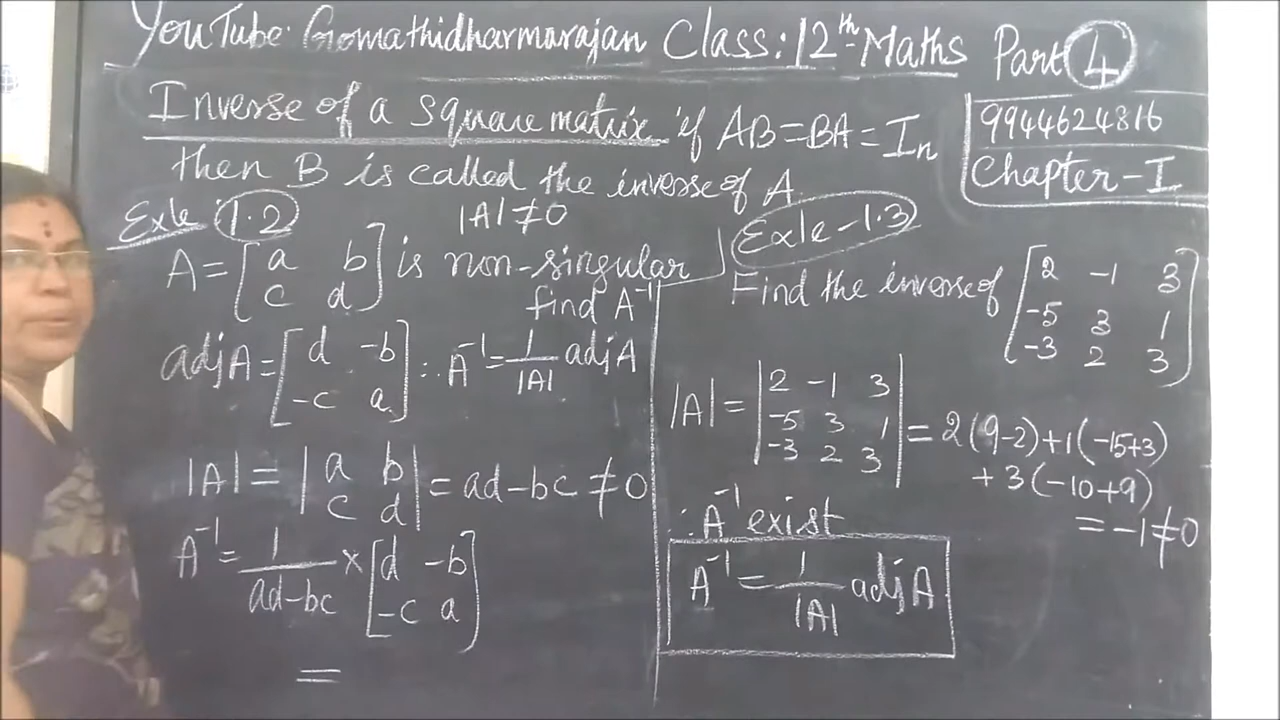 YouTube: Gomathidharmarajan Class: 12th Maths Part 4
Inverse of a square matrix if AB = BA = In
then B is called the inverse of A.
9944624816
Chapter - I
Exle 1.2
|A| ≠ 0
A = [a b] is non-singular
[c d] find A⁻¹
adj A = [d -b] ∴ A⁻¹ = 1/|A| adj A
[-c a]
|A| = |a b| = ad-bc ≠ 0
|c d|
A⁻¹ = 1/ad-bc × [d -b]
[-c a]
=
Exle - 1.3
Find the inverse of [2 -1 3]
[-5 3 1]
[-3 2 3]
|A| = |2 -1 3|
|-5 3 1| = 2(9-2)+1(-15+3)
|-3 2 3| +3(-10+9)
= -1 ≠ 0
∴ A⁻¹ exist
A⁻¹ = 1/|A| adj A